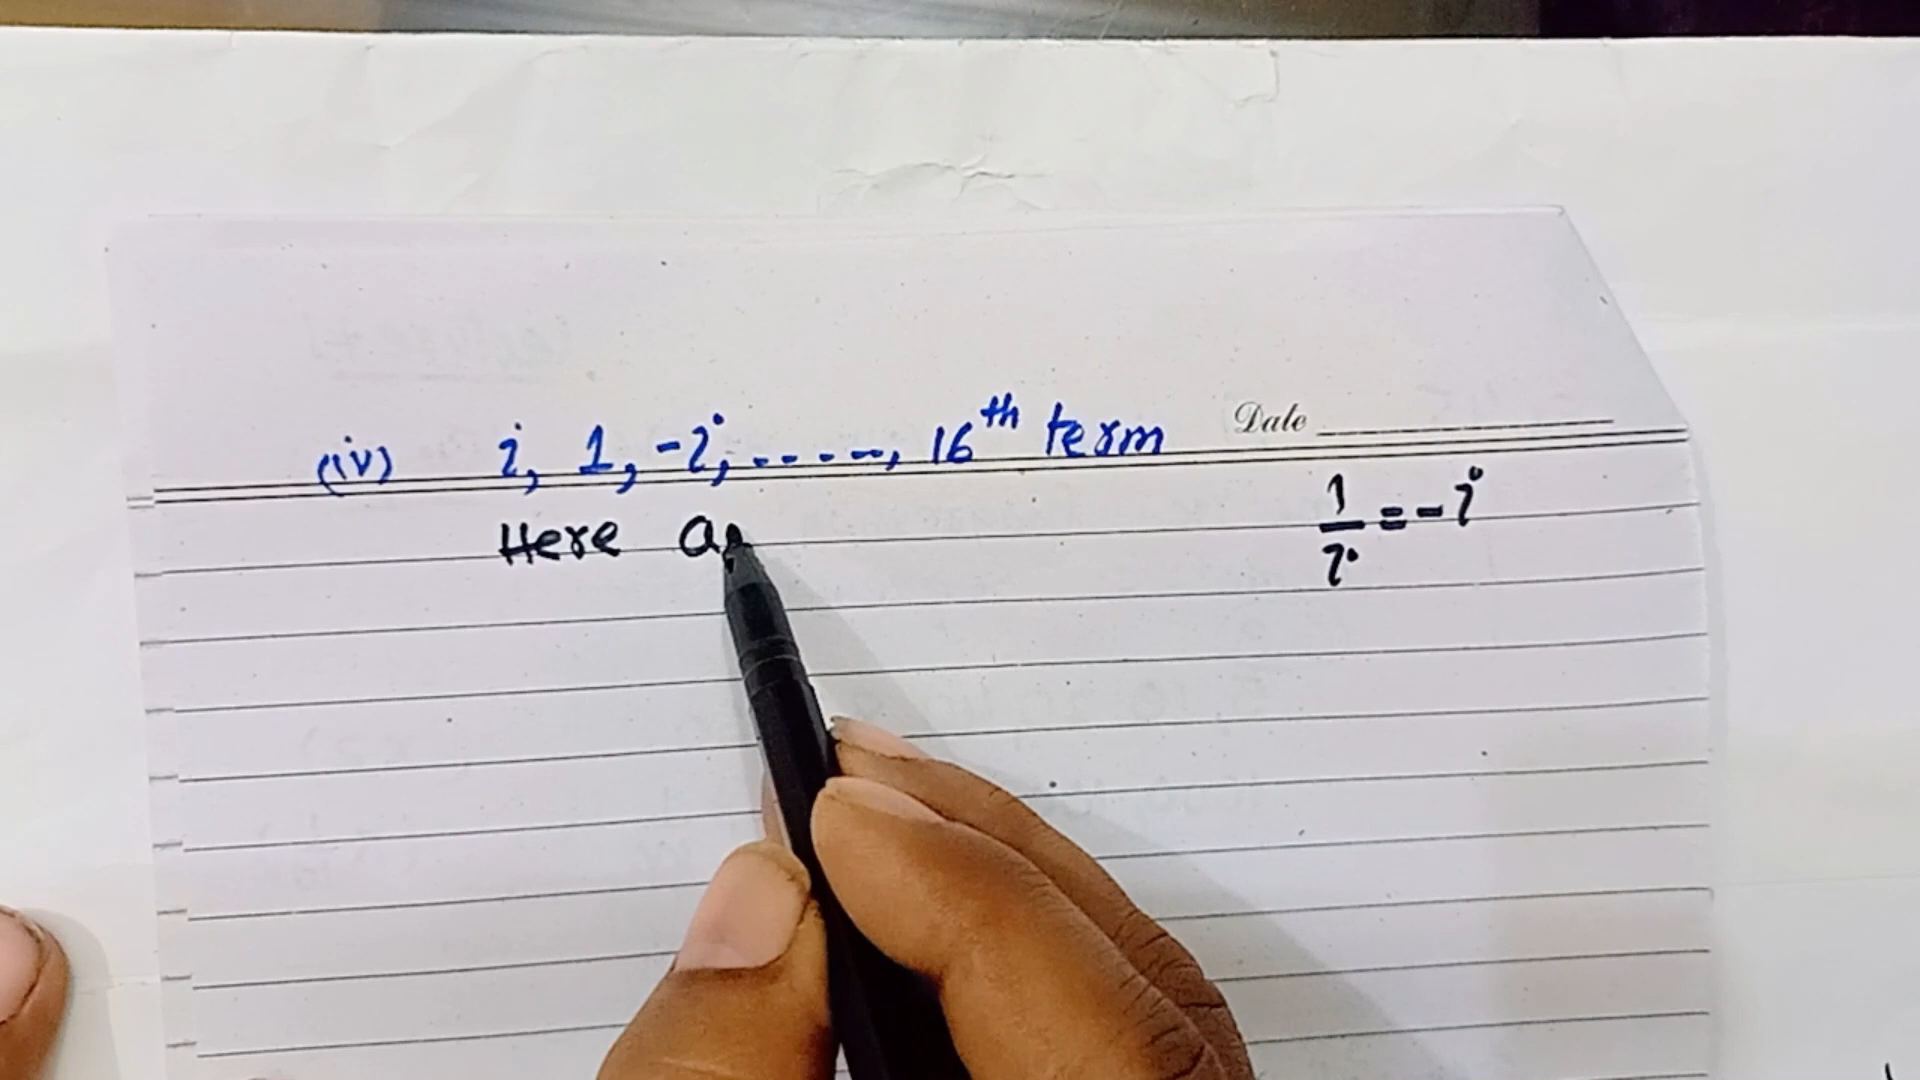 (iv) i, 1, -i, ....., 16th term
Date
Here a
1/i = -i